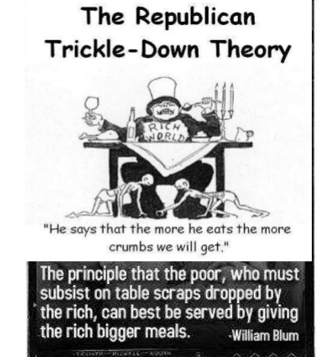 The Republican
Trickle-Down Theory
RICH
WORLD
"He says that the more he eats the more
crumbs we will get."
The principle that the poor, who must
subsist on table scraps dropped by
the rich, can best be served by giving
the rich bigger meals. -William Blum